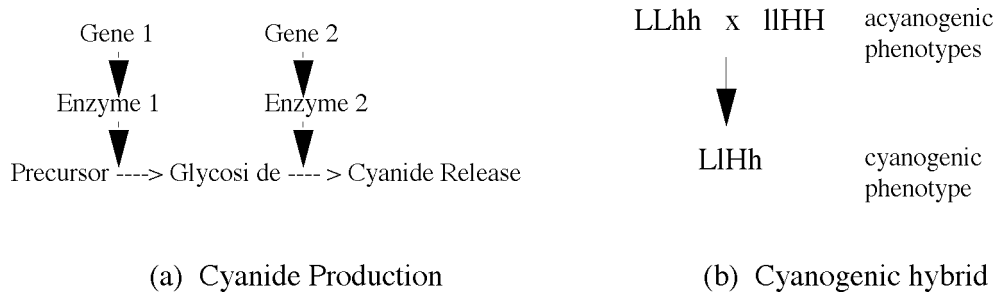 Gene 1 Gene 2
Enzyme 1 Enzyme 2
Precursor ----> Glycosi de ---- > Cyanide Release
(a) Cyanide Production
LLhh x llHH acyanogenic
phenotypes
LlHh cyanogenic
phenotype
(b) Cyanogenic hybrid